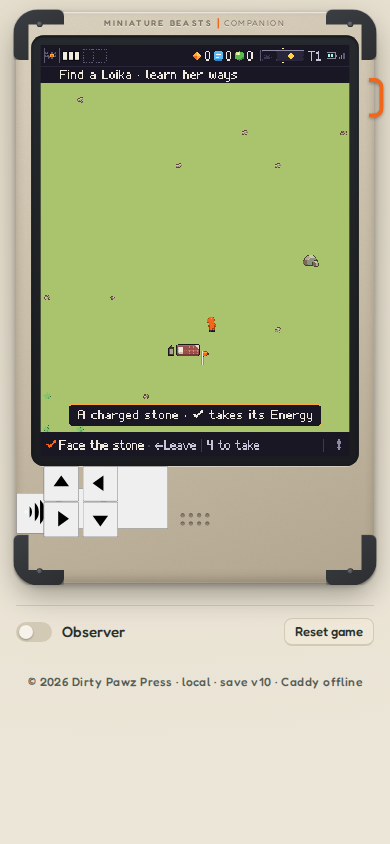 MINIATURE BEASTS | COMPANION
0 0 0 T1
Find a Loika · learn her ways
A charged stone · ✓ takes its Energy
✓Face the stone · ←Leave | 4 to take
Observer
Reset game
© 2026 Dirty Pawz Press · local · save v10 · Caddy offline